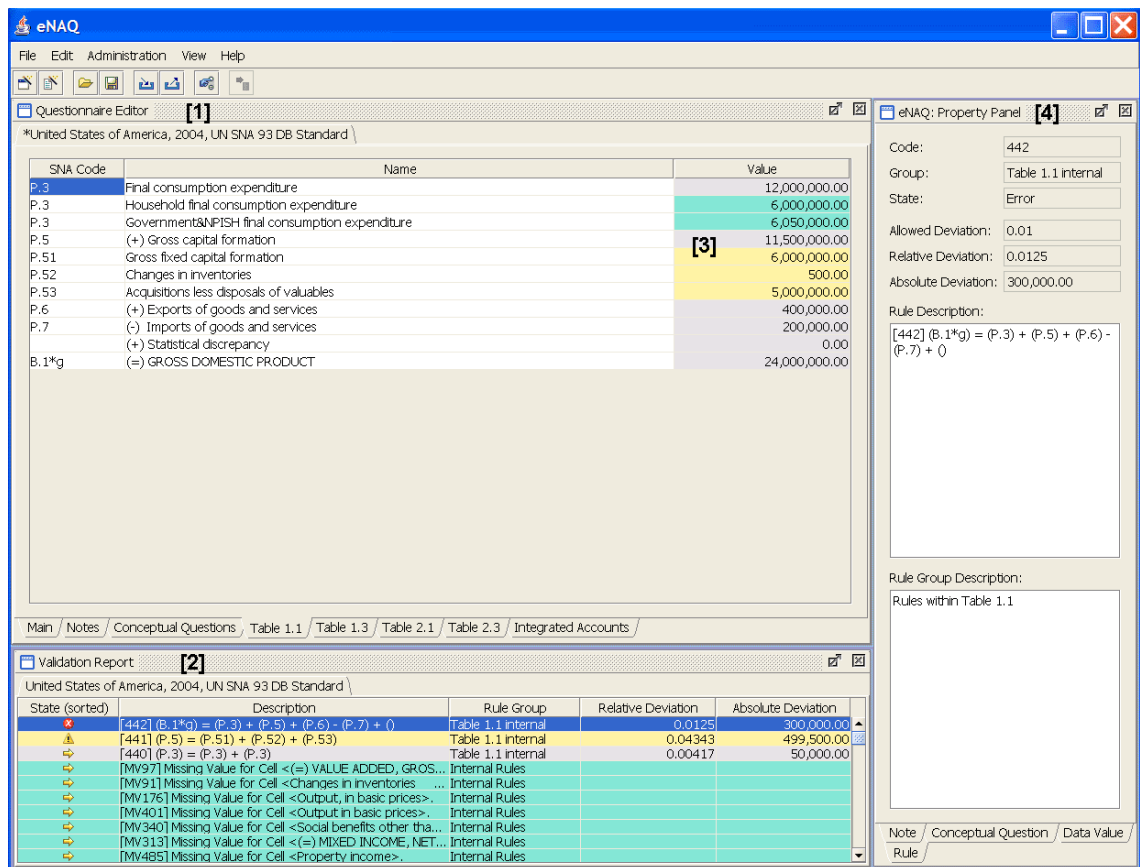 eNAQ
File Edit Administration View Help
Questionnaire Editor [1]
*United States of America, 2004, UN SNA 93 DB Standard
SNA Code Name Value
P.3 Final consumption expenditure 12,000,000.00
P.3 Household final consumption expenditure 6,000,000.00
P.3 Government&NPISH final consumption expenditure 6,050,000.00
P.5 (+) Gross capital formation 11,500,000.00
[3]
P.51 Gross fixed capital formation 6,000,000.00
P.52 Changes in inventories 500.00
P.53 Acquisitions less disposals of valuables 5,000,000.00
P.6 (+) Exports of goods and services 400,000.00
P.7 (-) Imports of goods and services 200,000.00
(+) Statistical discrepancy 0.00
B.1*g (=) GROSS DOMESTIC PRODUCT 24,000,000.00
Main Notes Conceptual Questions Table 1.1 Table 1.3 Table 2.1 Table 2.3 Integrated Accounts
Validation Report [2]
United States of America, 2004, UN SNA 93 DB Standard
State (sorted) Description Rule Group Relative Deviation Absolute Deviation
[442] (B.1*g) = (P.3) + (P.5) + (P.6) - (P.7) + () Table 1.1 internal 0.0125 300,000.00
[441] (P.5) = (P.51) + (P.52) + (P.53) Table 1.1 internal 0.04343 499,500.00
[440] (P.3) = (P.3) + (P.3) Table 1.1 internal 0.00417 50,000.00
[MV97] Missing Value for Cell <(=) VALUE ADDED, GROS... Internal Rules
[MV91] Missing Value for Cell <Changes in inventories ... Internal Rules
[MV176] Missing Value for Cell <Output, in basic prices>. Internal Rules
[MV401] Missing Value for Cell <Output in basic prices>. Internal Rules
[MV340] Missing Value for Cell <Social benefits other tha... Internal Rules
[MV313] Missing Value for Cell <(=) MIXED INCOME, NET... Internal Rules
[MV485] Missing Value for Cell <Property income>. Internal Rules
eNAQ: Property Panel [4]
Code: 442
Group: Table 1.1 internal
State: Error
Allowed Deviation: 0.01
Relative Deviation: 0.0125
Absolute Deviation: 300,000.00
Rule Description:
[442] (B.1*g) = (P.3) + (P.5) + (P.6) -
(P.7) + ()
Rule Group Description:
Rules within Table 1.1
Note Conceptual Question Data Value
Rule